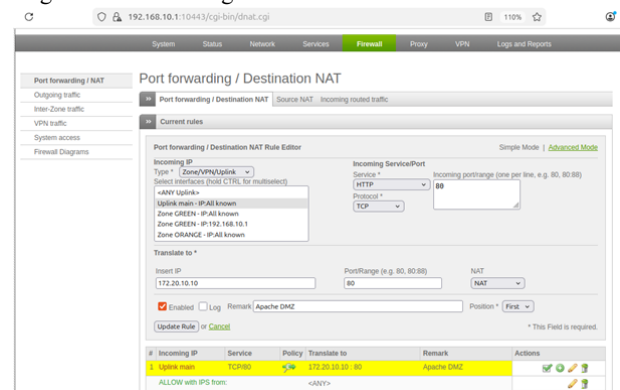 192.168.10.1:10443/cgi-bin/dnat.cgi
110%
System Status Network Services Firewall Proxy VPN Logs and Reports
Port forwarding / NAT
Outgoing traffic
Inter-Zone traffic
VPN traffic
System access
Firewall Diagrams
Port forwarding / Destination NAT
Port forwarding / Destination NAT Source NAT Incoming routed traffic
Current rules
Port forwarding / Destination NAT Rule Editor
Simple Mode | Advanced Mode
Incoming IP
Type * Zone/VPN/Uplink
Select interfaces (hold CTRL for multiselect)
<ANY Uplink>
Uplink main - IP:All known
Zone GREEN - IP:All known
Zone GREEN - IP:192.168.10.1
Zone ORANGE - IP:All known
Incoming Service/Port
Service *
HTTP
Protocol *
TCP
Incoming port/range (one per line, e.g. 80, 80:88)
80
Translate to *
Insert IP
172.20.10.10
Port/Range (e.g. 80, 80:88)
80
NAT
NAT
Enabled Log Remark Apache DMZ Position * First
Update Rule or Cancel
* This Field is required.
# Incoming IP Service Policy Translate to Remark Actions
1 Uplink main TCP/80 172.20.10.10 : 80 Apache DMZ
ALLOW with IPS from: <ANY>